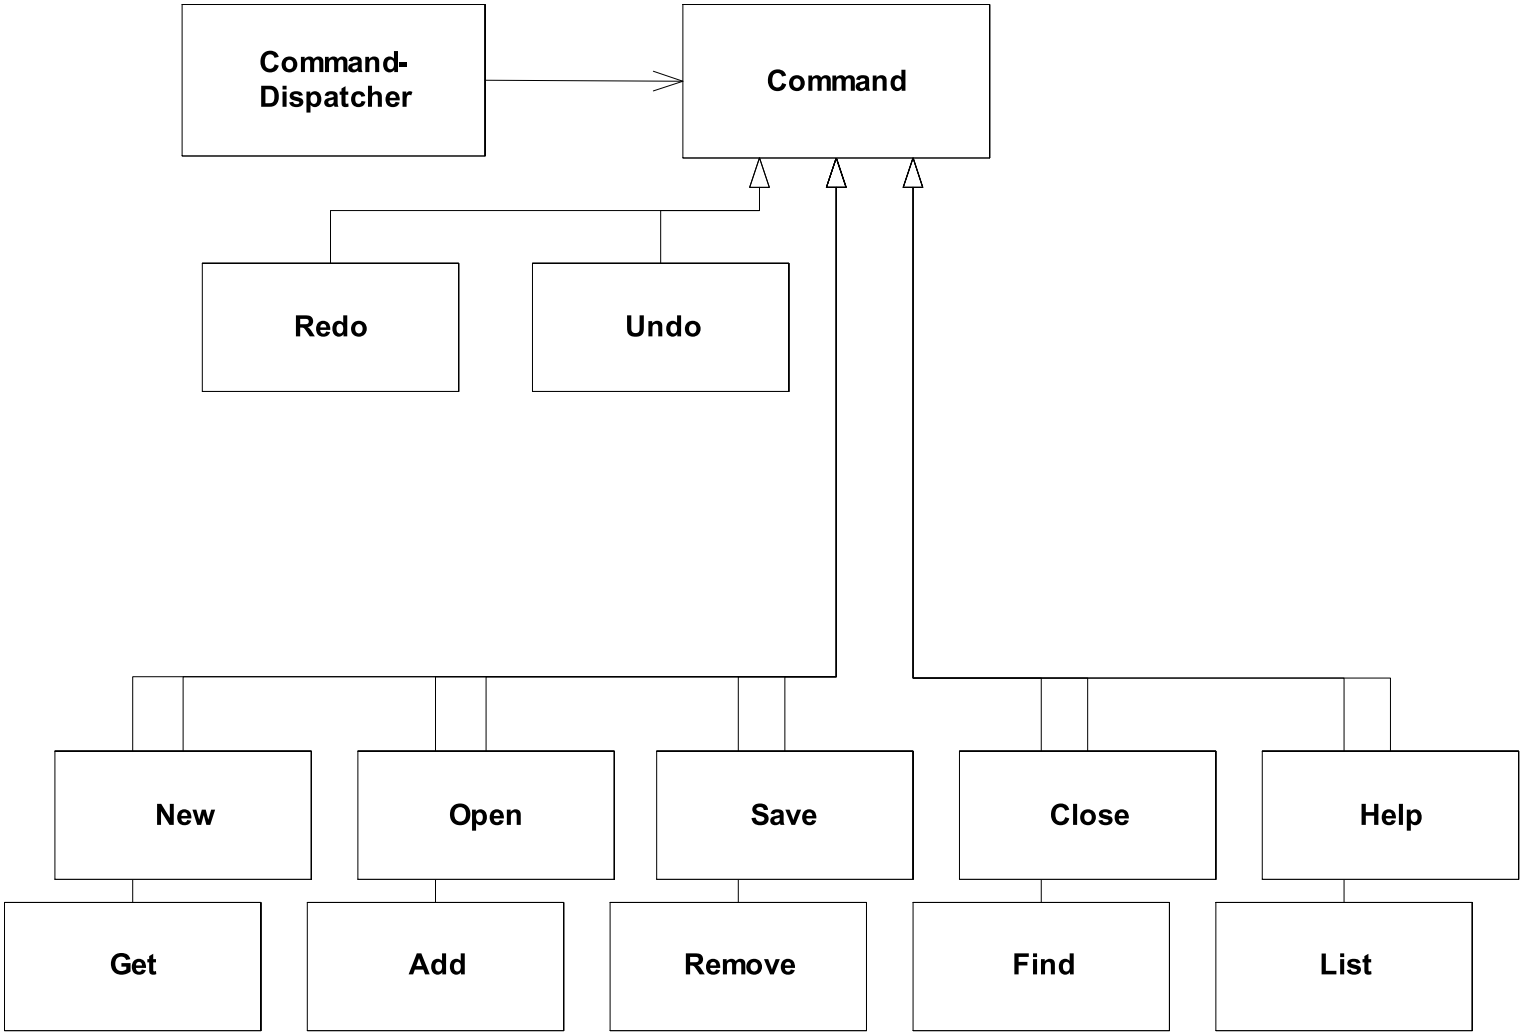 Command-
Dispatcher
Command
Redo
Undo
New
Open
Save
Close
Help
Get
Add
Remove
Find
List